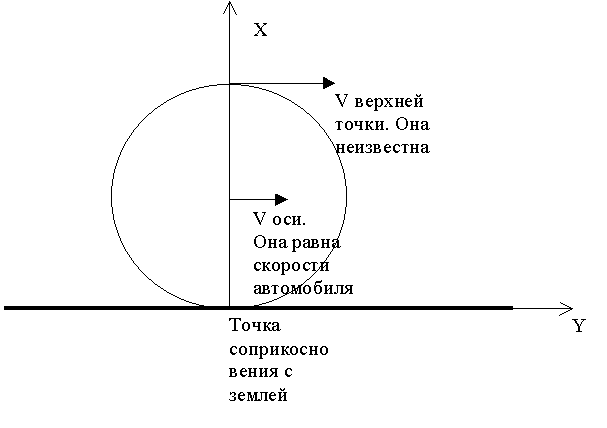 X
V верхней
точки. Она
неизвестна
V оси.
Она равна
скорости
автомобиля
Y
Точка
соприкосно
вения с
землей